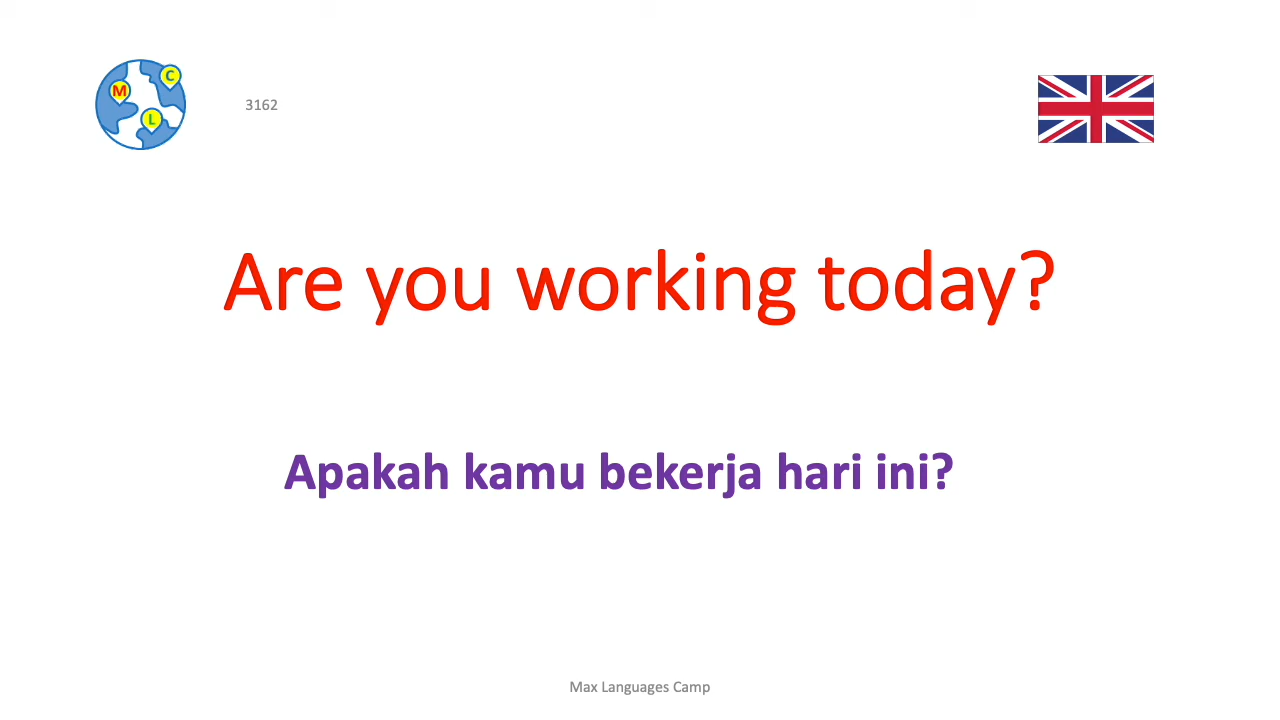 C
M
L
3162
Are you working today?
Apakah kamu bekerja hari ini?
Max Languages Camp